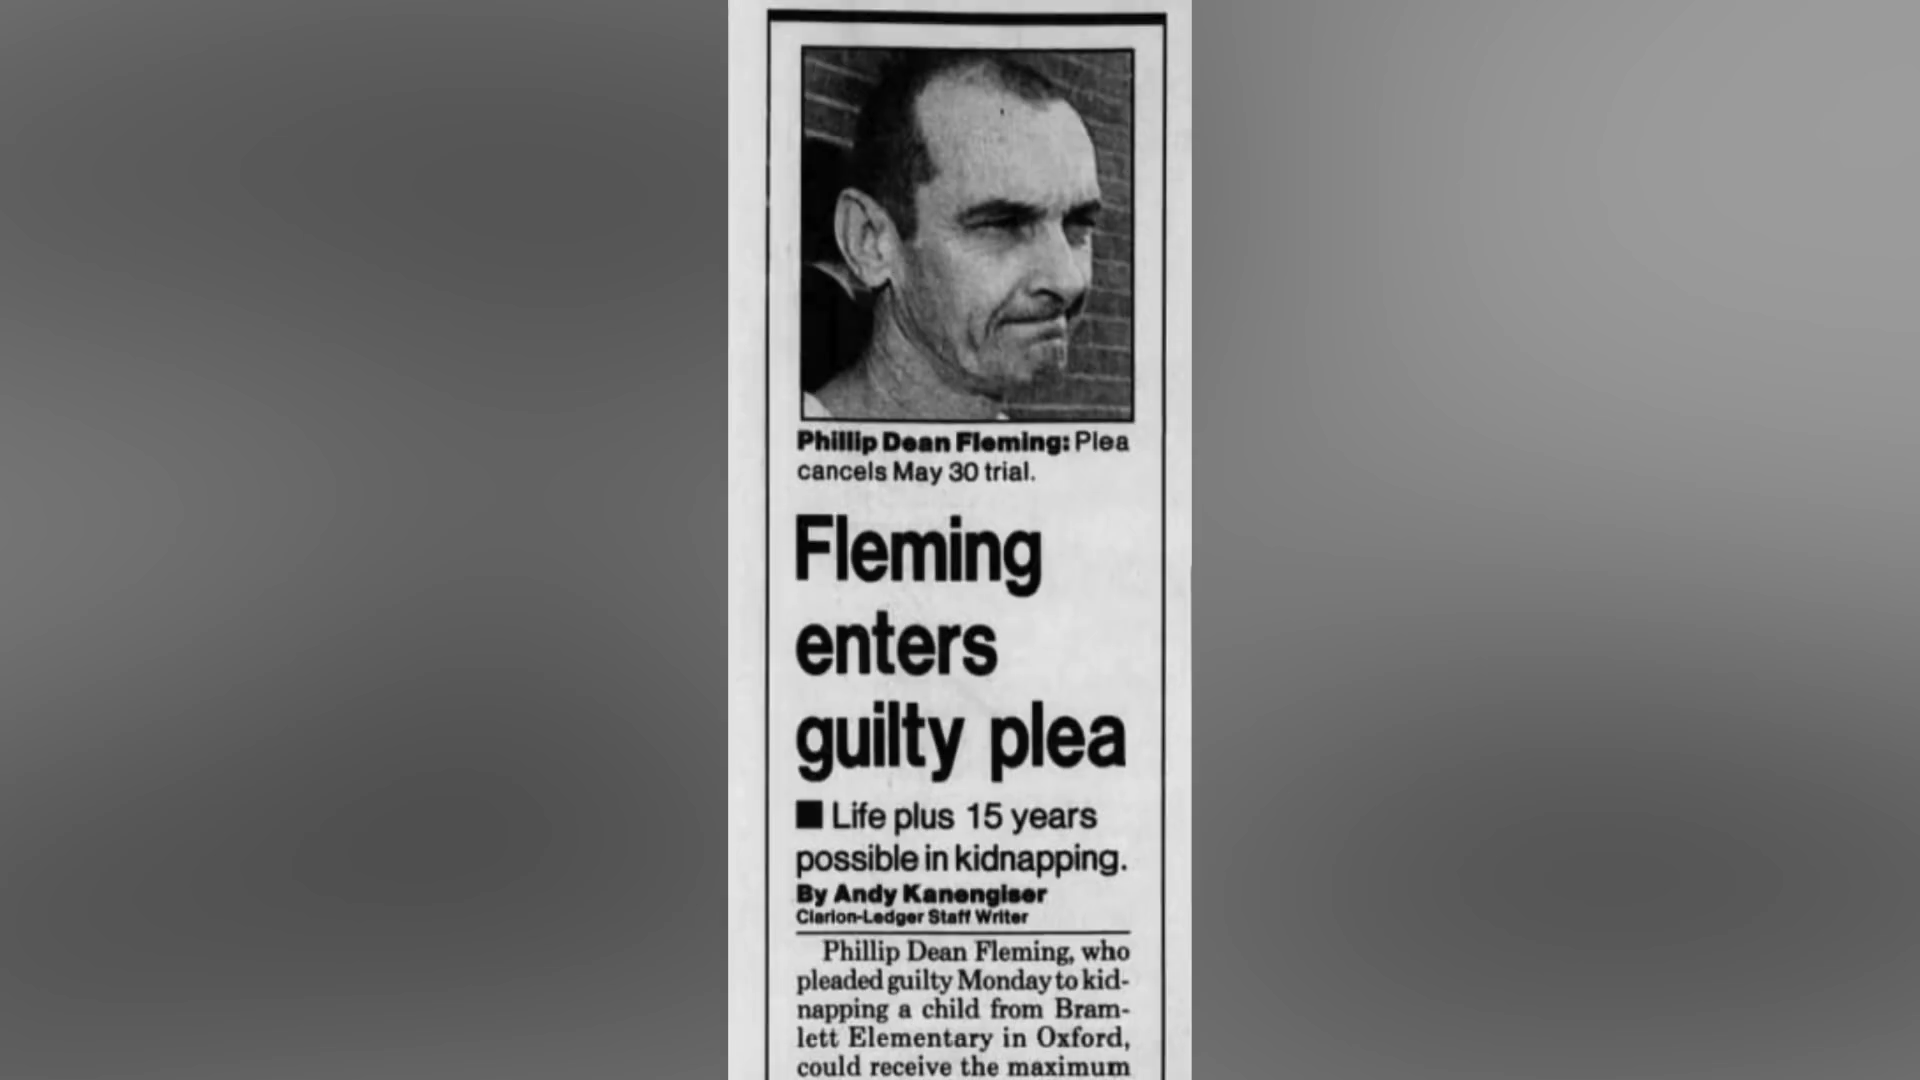 Phillip Dean Fleming: Plea
cancels May 30 trial.
Fleming
enters
guilty plea
■ Life plus 15 years
possible in kidnapping.
By Andy Kanengiser
Clarion-Ledger Staff Writer
Phillip Dean Fleming, who
pleaded guilty Monday to kid-
napping a child from Bram-
lett Elementary in Oxford,
could receive the maximum